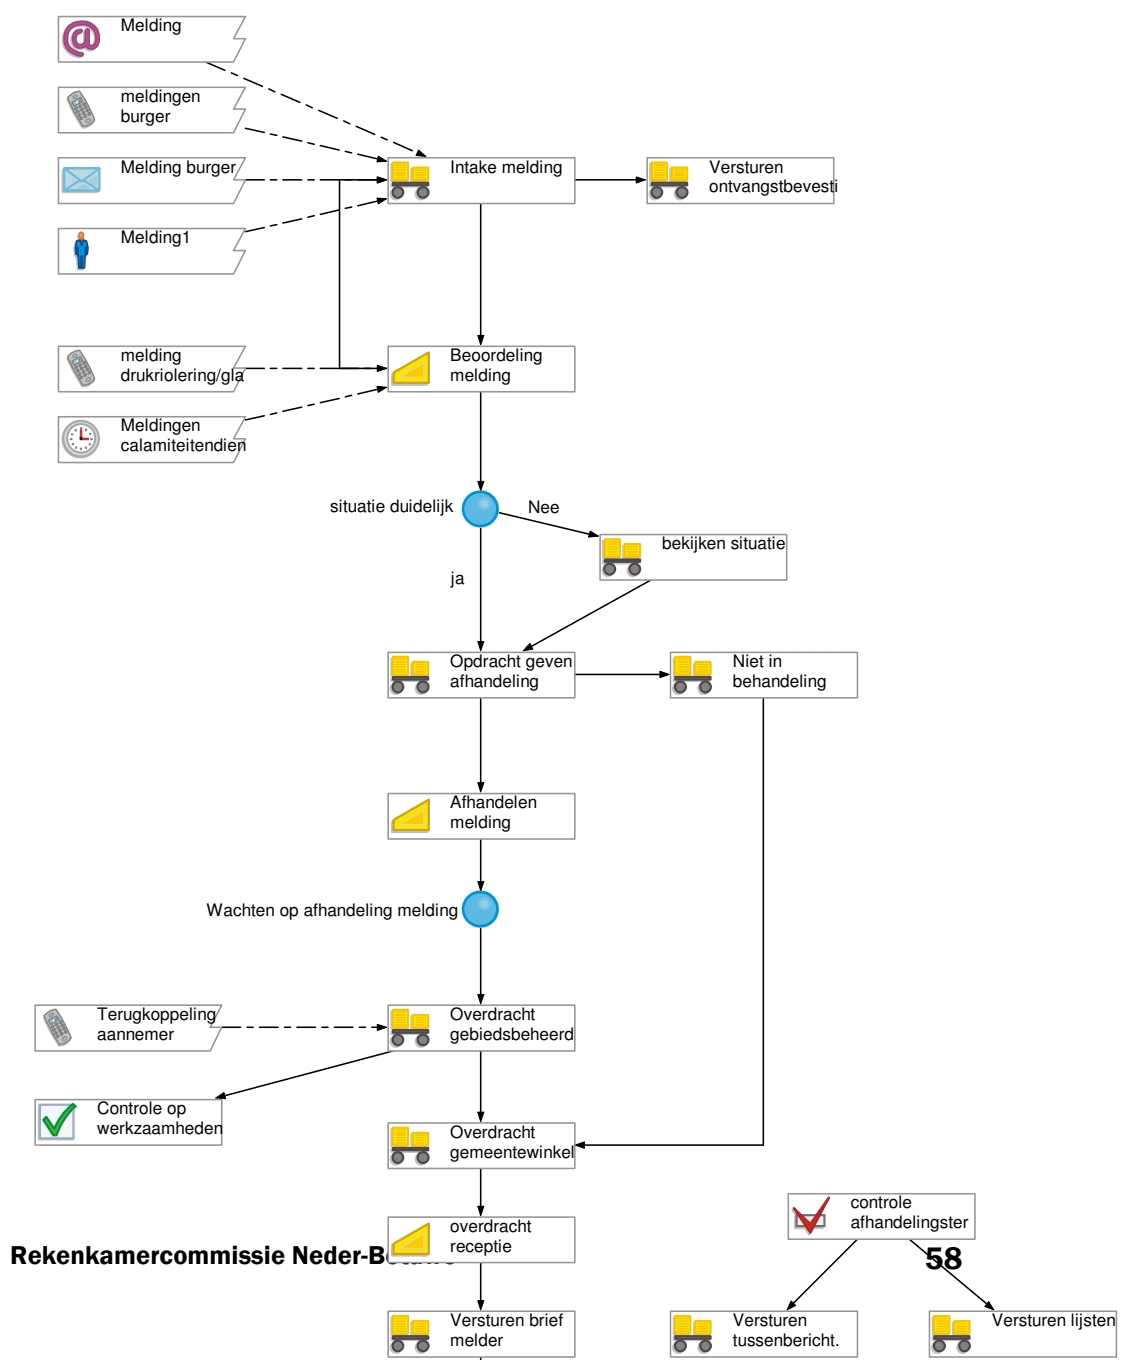 Melding
meldingen
burger
Melding burger
Intake melding
Versturen
ontvangstbevesti
Melding1
melding
drukriolering/gla
Beoordeling
melding
Meldingen
calamiteitendien
situatie duidelijk
Nee
bekijken situatie
ja
Opdracht geven
afhandeling
Niet in
behandeling
Afhandelen
melding
Wachten op afhandeling melding
Terugkoppeling
aannemer
Overdracht
gebiedsbeheerd
Controle op
werkzaamheden
Overdracht
gemeentewinkel
controle
afhandelingster
overdracht
receptie
Rekenkamercommissie
58
Versturen brief
melder
Versturen
tussenbericht.
Versturen lijsten